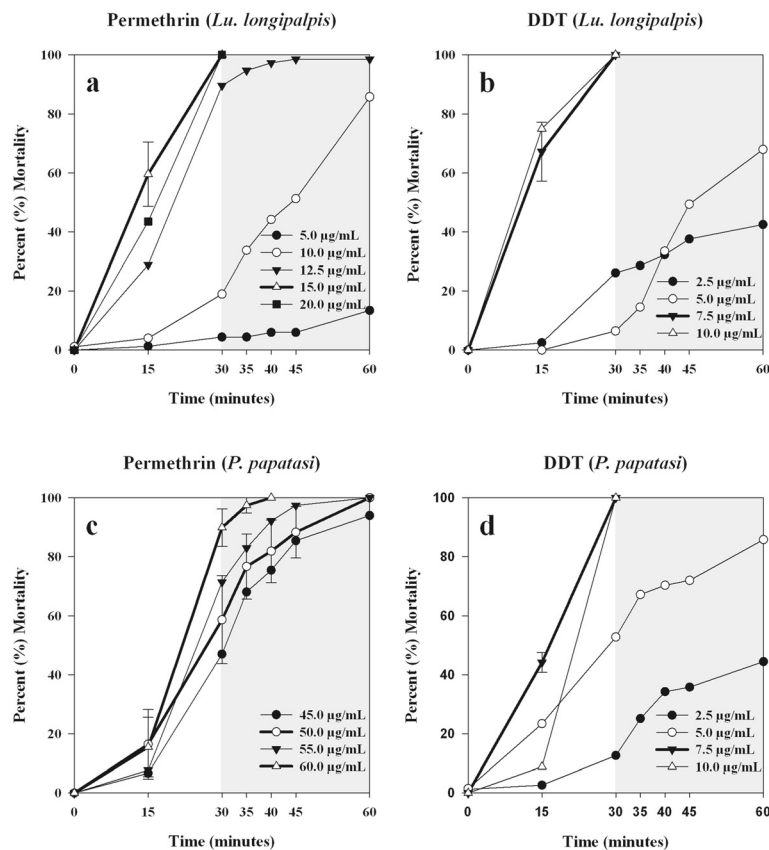 Permethrin (Lu. longipalpis)
a
Percent (%) Mortality
100
80
60
40
20
0
5.0 µg/mL
10.0 µg/mL
12.5 µg/mL
15.0 µg/mL
20.0 µg/mL
0 15 30 35 40 45 60
Time (minutes)
DDT (Lu. longipalpis)
b
Percent (%) Mortality
100
80
60
40
20
0
2.5 µg/mL
5.0 µg/mL
7.5 µg/mL
10.0 µg/mL
0 15 30 35 40 45 60
Time (minutes)
Permethrin (P. papatasi)
c
Percent (%) Mortality
100
80
60
40
20
0
45.0 µg/mL
50.0 µg/mL
55.0 µg/mL
60.0 µg/mL
0 15 30 35 40 45 60
Time (minutes)
DDT (P. papatasi)
d
Percent (%) Mortality
100
80
60
40
20
0
2.5 µg/mL
5.0 µg/mL
7.5 µg/mL
10.0 µg/mL
0 15 30 35 40 45 60
Time (minutes)